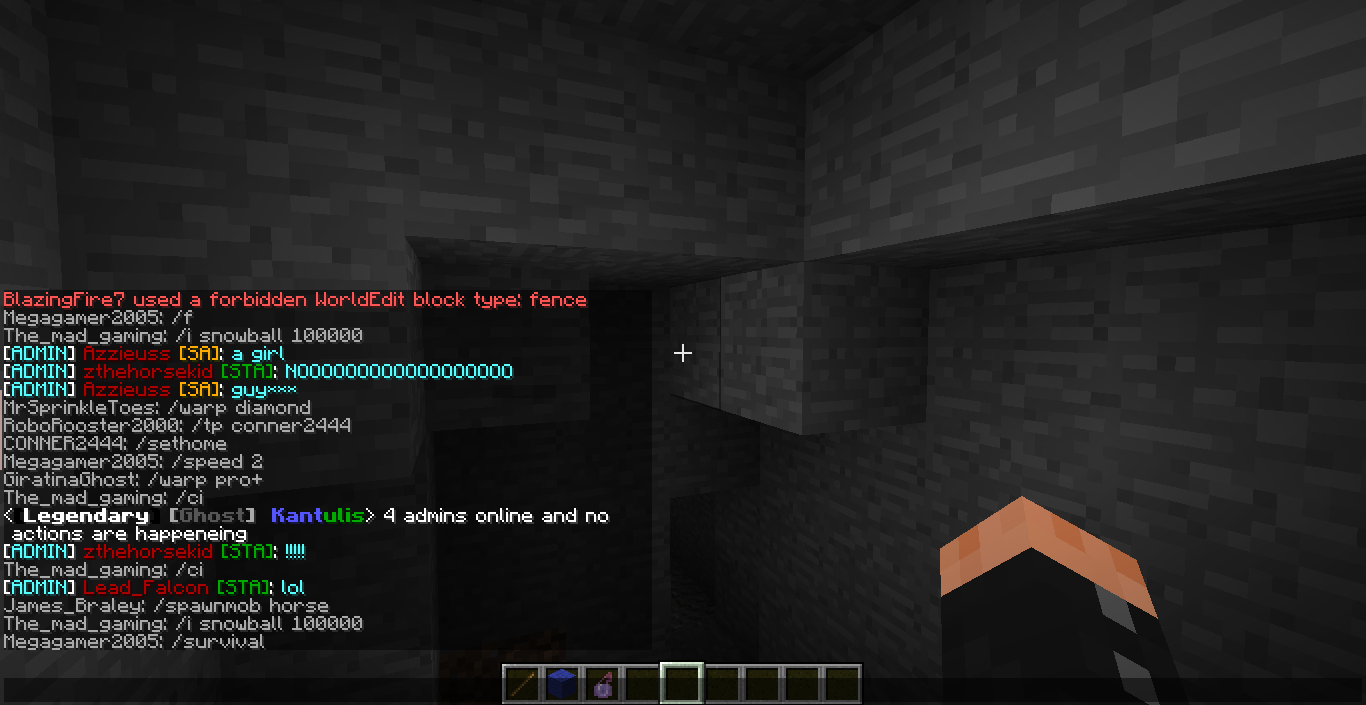 BlazingFire7 used a forbidden WorldEdit block type: fence
Megagamer2005: /f
The_mad_gaming: /i snowball 100000
[ADMIN] Azzieuss [SA]: a girl
[ADMIN] zthehorsekid [STA]: NOOOOOOOOOOOOOOOOOOO
[ADMIN] Azzieuss [SA]: guy***
MrSprinkleToes: /warp diamond
RoboRooster2000: /tp conner2444
CONNER2444: /sethome
Megagamer2005: /speed 2
GiratinaGhost: /warp pro+
The_mad_gaming: /ci
< Legendary [Ghost] Kantulis> 4 admins online and no
actions are happeneing
[ADMIN] zthehorsekid [STA]: !!!!!
The_mad_gaming: /ci
[ADMIN] Lead_Falcon [STA]: lol
James_Braley: /spawnmob horse
The_mad_gaming: /i snowball 100000
Megagamer2005: /survival